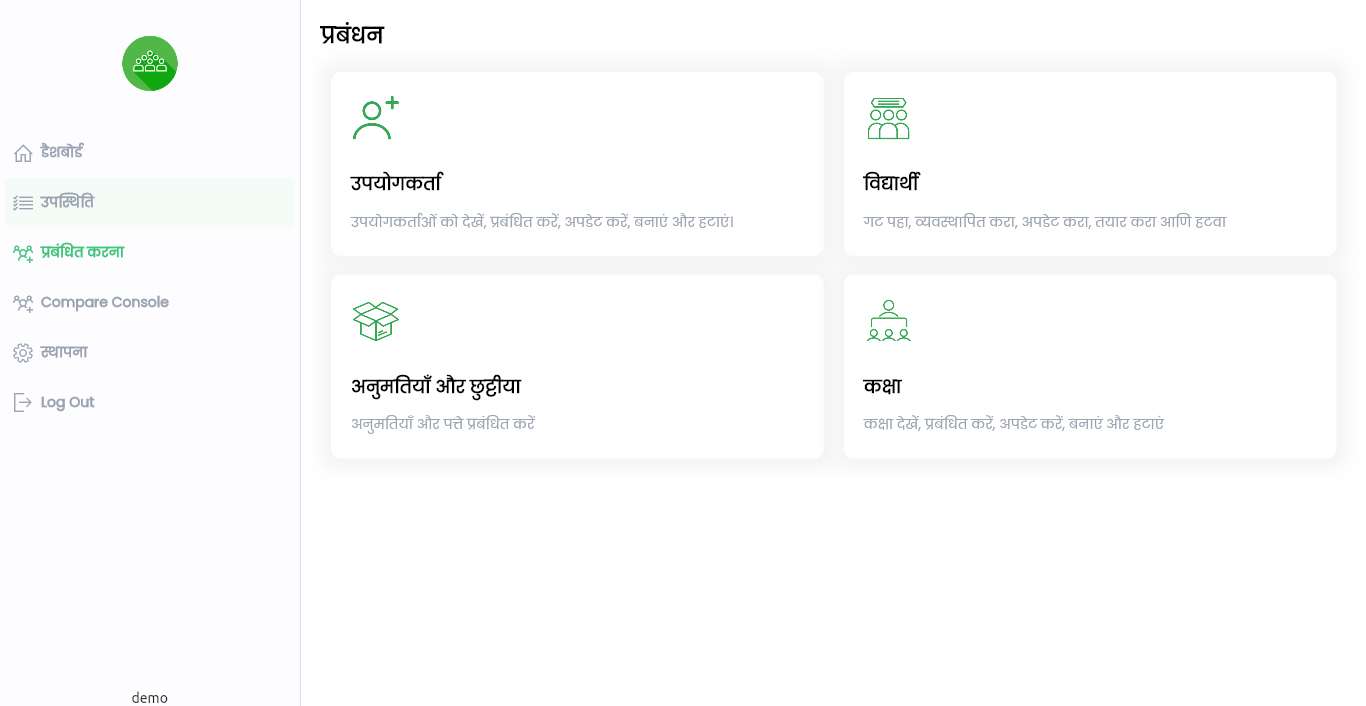 प्रबंधन
डैशबोर्ड
उपस्थिति
प्रबंधित करना
Compare Console
स्थापना
Log Out
demo
उपयोगकर्ता
उपयोगकर्ताओं को देखें, प्रबंधित करें, अपडेट करें, बनाएं और हटाएं।
विद्यार्थी
गट पहा, व्यवस्थापित करा, अपडेट करा, तयार करा आणि हटवा
अनुमतियाँ और छुट्टीया
अनुमतियाँ और पत्ते प्रबंधित करें
कक्षा
कक्षा देखें, प्रबंधित करें, अपडेट करें, बनाएं और हटाएं